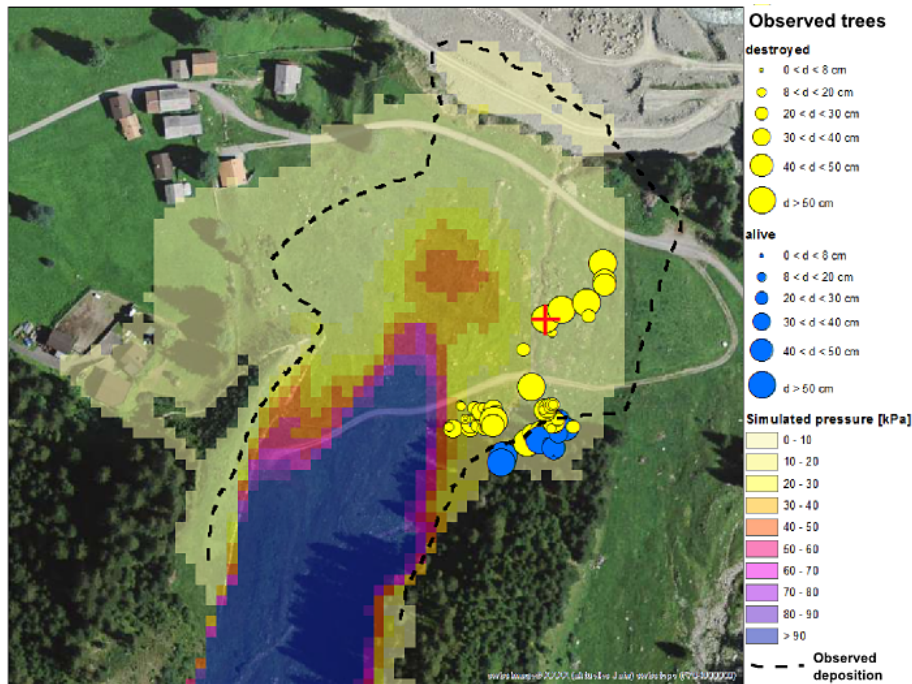 Observed trees
destroyed
0 < d < 8 cm
8 < d < 20 cm
20 < d < 30 cm
30 < d < 40 cm
40 < d < 50 cm
d > 60 cm
alive
0 < d < 8 cm
8 < d < 20 cm
20 < d < 30 cm
30 < d < 40 cm
40 < d < 50 cm
d > 60 cm
Simulated pressure [kPa]
0 - 10
10 - 20
20 - 30
30 - 40
40 - 50
50 - 60
60 - 70
70 - 80
80 - 90
> 90
Observed
deposition